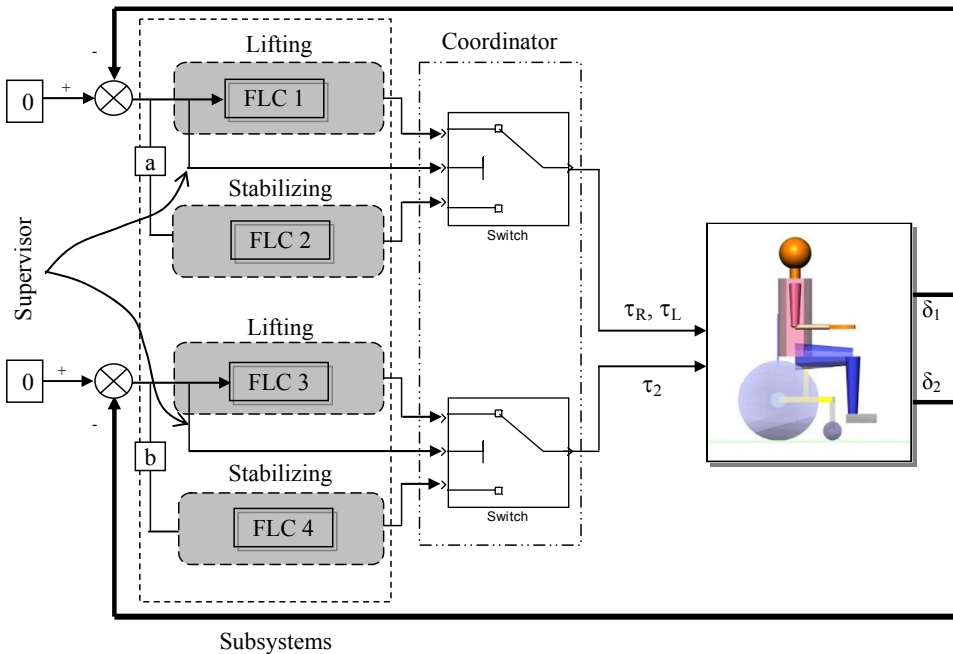 Lifting
Coordinator
-
0
+
FLC 1
a
Stabilizing
FLC 2
Switch
Supervisor
τR, τL
δ1
Lifting
0
+
FLC 3
τ2
δ2
-
b
Stabilizing
FLC 4
Switch
Subsystems